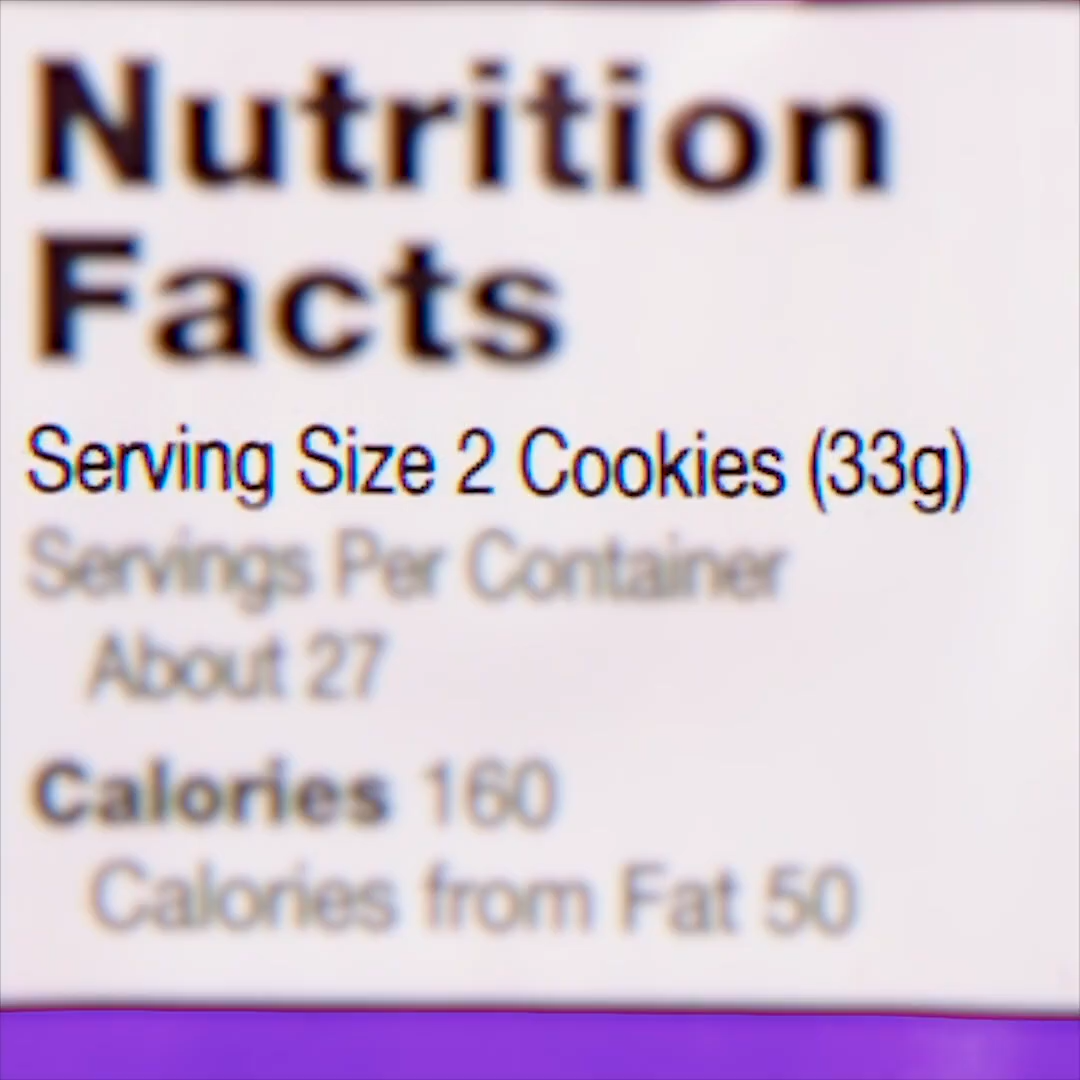 Nutrition
Facts
Serving Size 2 Cookies (33g)
Servings Per Container
About 27
Calories 160
Calories from Fat 50